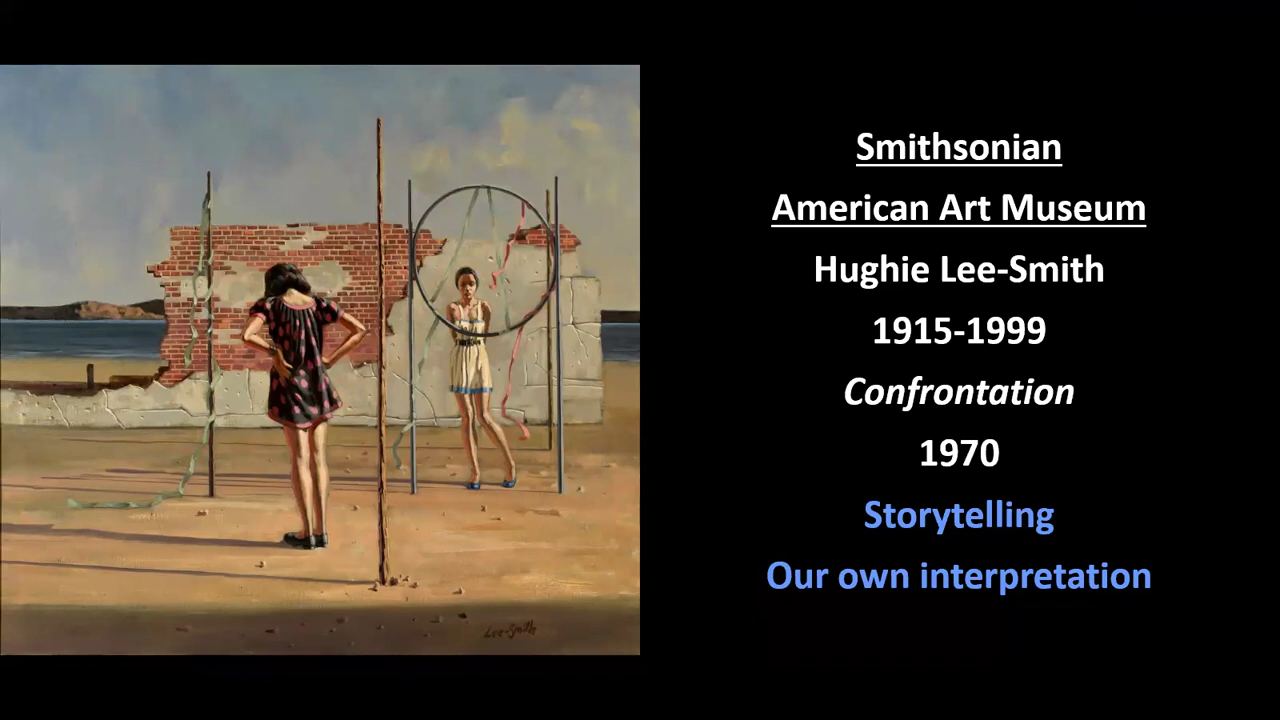 Smithsonian
American Art Museum
Hughie Lee-Smith
1915-1999
Confrontation
1970
Storytelling
Our own interpretation
Lee-Smith